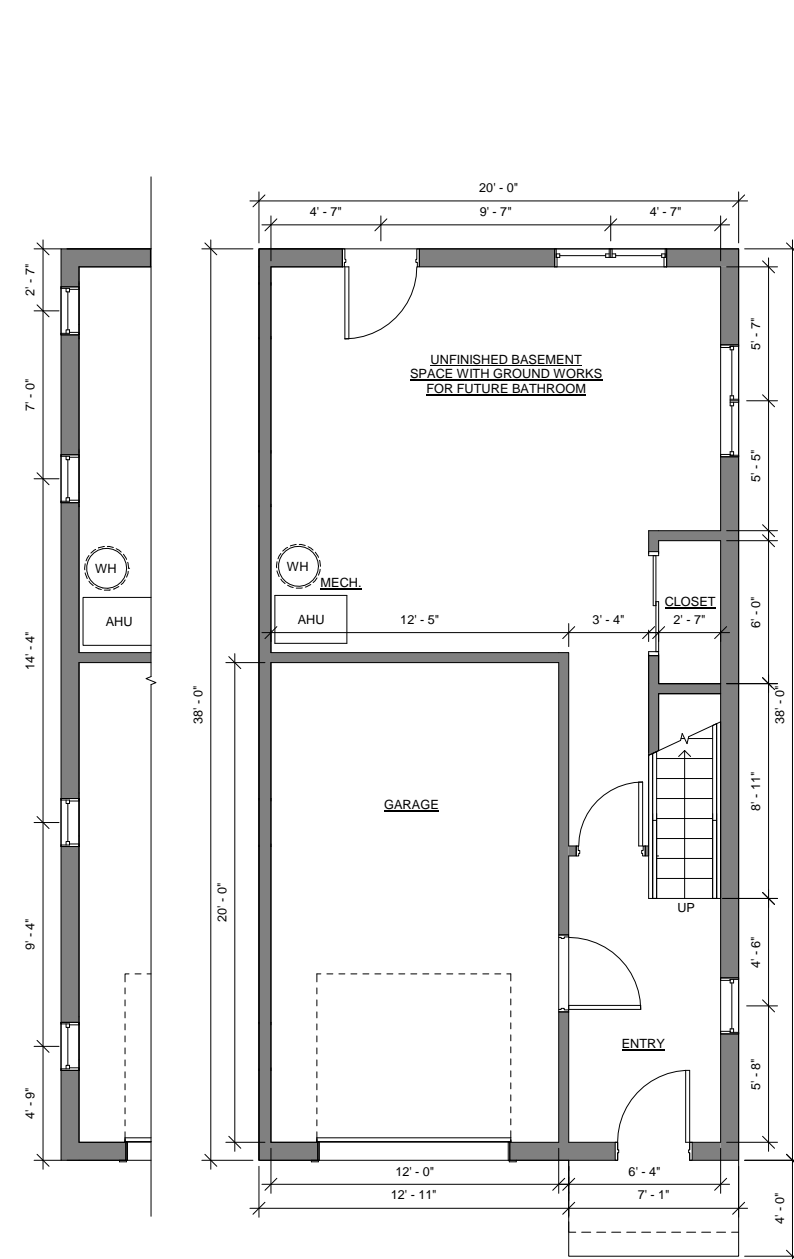 20' - 0"
4' - 7"
9' - 7"
4' - 7"
2' - 7"
7' - 0"
14' - 4"
9' - 4"
4' - 9"
WH
AHU
38' - 0"
20' - 0"
UNFINISHED BASEMENT
SPACE WITH GROUND WORKS
FOR FUTURE BATHROOM
WH
MECH.
AHU
12' - 5"
3' - 4"
2' - 7"
CLOSET
GARAGE
UP
ENTRY
5' - 7"
5' - 5"
6' - 0"
38' - 0"
8' - 11"
4' - 6"
5' - 8"
12' - 0"
6' - 4"
12' - 11"
7' - 1"
4' - 0"